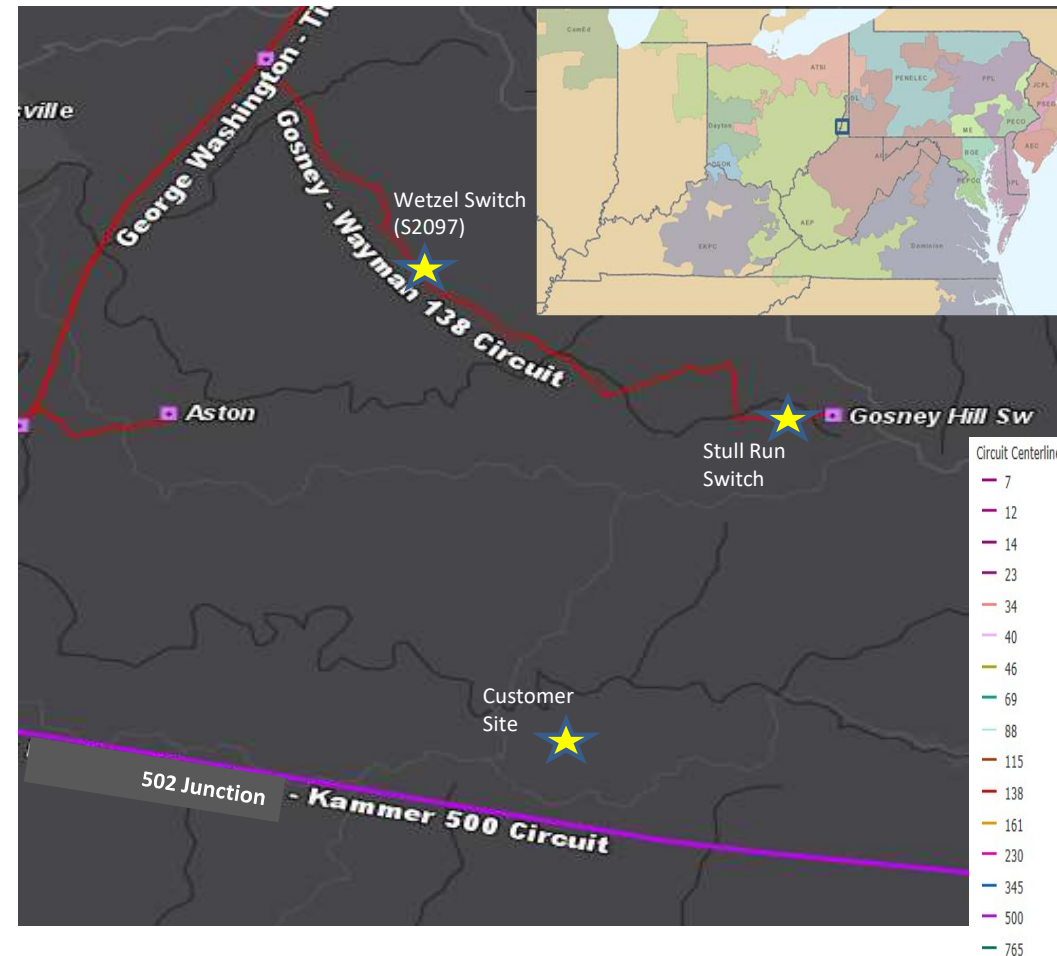 sville
George Washington - Tid
Gosney - Wayman 138 Circuit
Wetzel Switch
(S2097)
Aston
Gosney Hill Sw
Stull Run
Switch
Customer
Site
502 Junction - Kammer 500 Circuit
ComEd
ATSI
PENELEC
PPL
JCPL
PSEG
Dayton
ME
PECO
AEC
BGE
PEPCO
DPL
AEP
EKPC
Dominion
Circuit Centerline
7
12
14
23
34
40
46
69
88
115
138
161
230
345
500
765